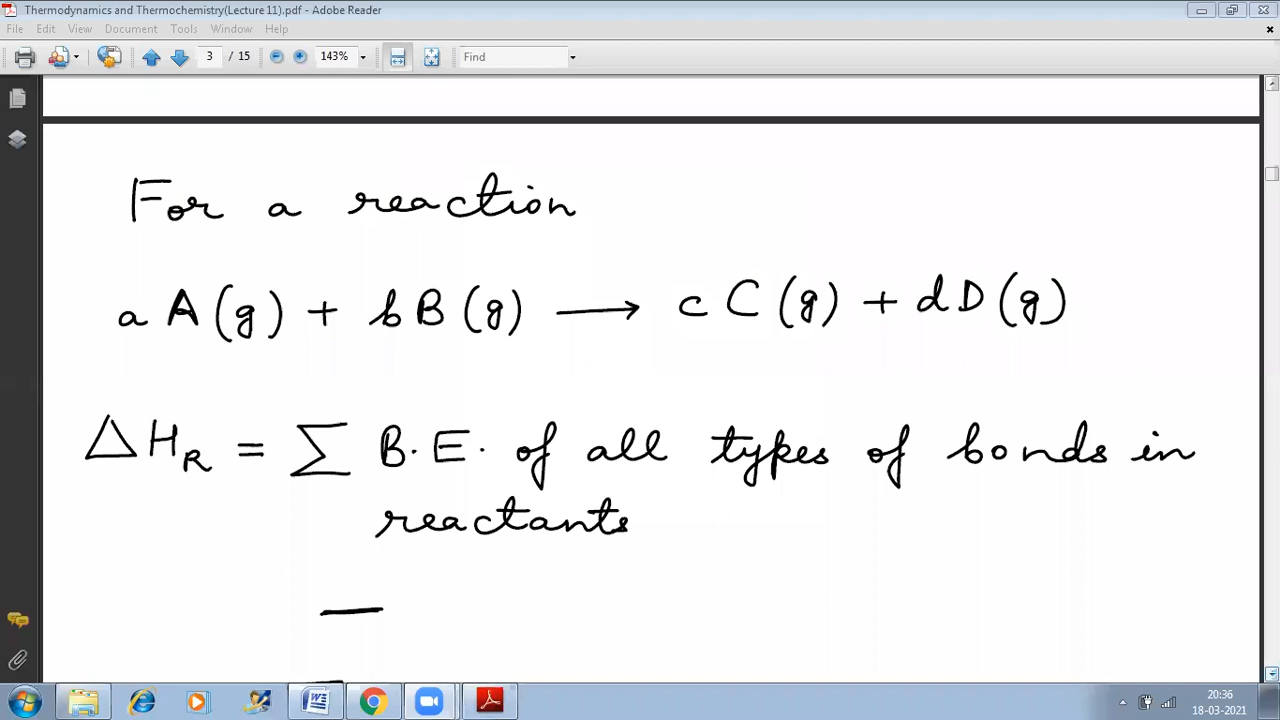 Thermodynamics and Thermochemistry(Lecture 11).pdf - Adobe Reader
File Edit View Document Tools Window Help
3 / 15 143% Find
For a reaction
a A(g) + b B(g) ⟶ c C(g) + d D(g)
ΔH_R = ∑ B.E. of all types of bonds in
reactants
—
20:36
18-03-2021